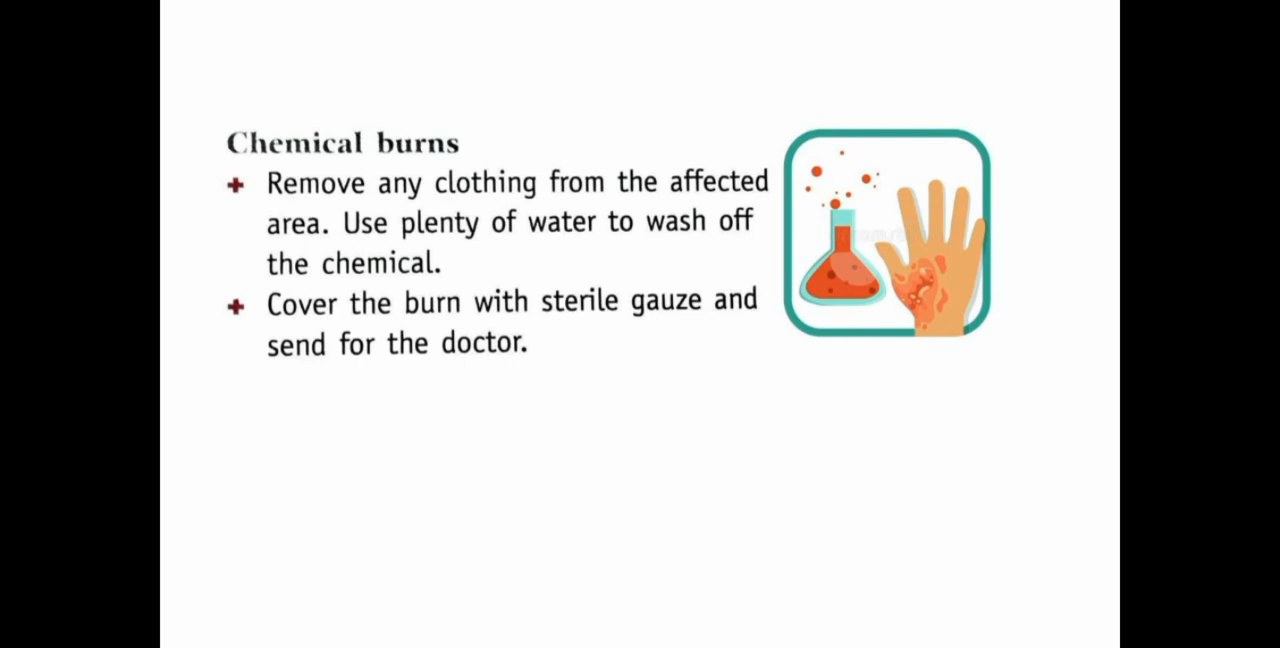 Chemical burns
Remove any clothing from the affected
area. Use plenty of water to wash off
the chemical.
Cover the burn with sterile gauze and
send for the doctor.